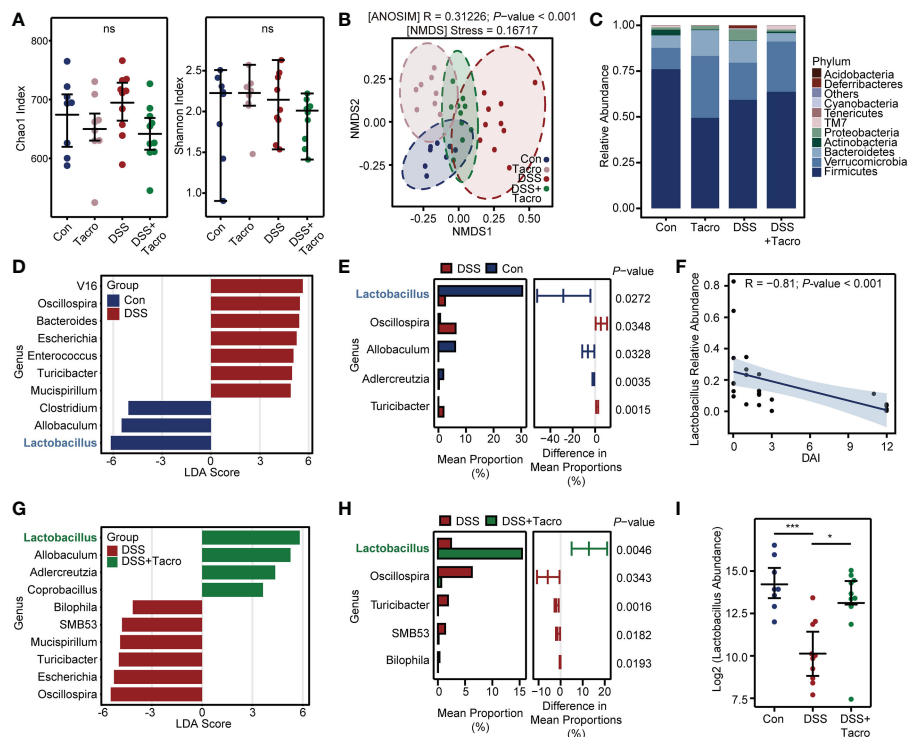 A
ns
Chao1 Index
800
700
600
Con
Tacro
DSS
DSS+
Tacro
ns
Shannon Index
2.5
2.0
1.0
Con
Tacro
DSS
DSS+
Tacro
B
[ANOSIM] R = 0.31226; P-value < 0.001
[NMDS] Stress = 0.16717
NMDS2
0.25
0.00
-0.25
-0.25
0.00
0.25
0.50
NMDS1
Con
Tacro
DSS
DSS+
Tacro
C
Relative Abundance
1.00
0.75
0.50
0.25
0.00
Con
Tacro
DSS
DSS
+Tacro
Phylum
Acidobacteria
Deferribacteres
Others
Cyanobacteria
Tenericutes
TM7
Proteobacteria
Actinobacteria
Bacteroidetes
Verrucomicrobia
Firmicutes
D
Genus
V16
Oscillospira
Bacteroides
Escherichia
Enterococcus
Turicibacter
Mucispirillum
Clostridium
Allobaculum
Lactobacillus
Group
Con
DSS
-6 -3 0 3 6
LDA Score
E
DSS Con
P-value
Genus
Lactobacillus 0.0272
Oscillospira 0.0348
Allobaculum 0.0328
Adlercreutzia 0.0035
Turicibacter 0.0015
0 10 20 30
Mean Proportion
(%)
-40 -20 0
Difference in
Mean Proportions
(%)
F
R = −0.81; P-value < 0.001
Lactobacillus Relative Abundance
0.8
0.6
0.4
0.2
0.0
0 3 6 9 12
DAI
G
Genus
Lactobacillus
Allobaculum
Adlercreutzia
Coprobacillus
Bilophila
SMB53
Mucispirillum
Turicibacter
Escherichia
Oscillospira
Group
DSS
DSS+Tacro
-6 -3 0 3 6
LDA Score
H
DSS DSS+Tacro
P-value
Genus
Lactobacillus 0.0046
Oscillospira 0.0343
Turicibacter 0.0016
SMB53 0.0182
Bilophila 0.0193
0 5 10 15
Mean Proportion
(%)
-10 0 10 20
Difference in
Mean Proportions
(%)
I
Log2 (Lactobacillus Abundance)
***
*
15.0
12.5
10.0
7.5
Con
DSS
DSS+
Tacro